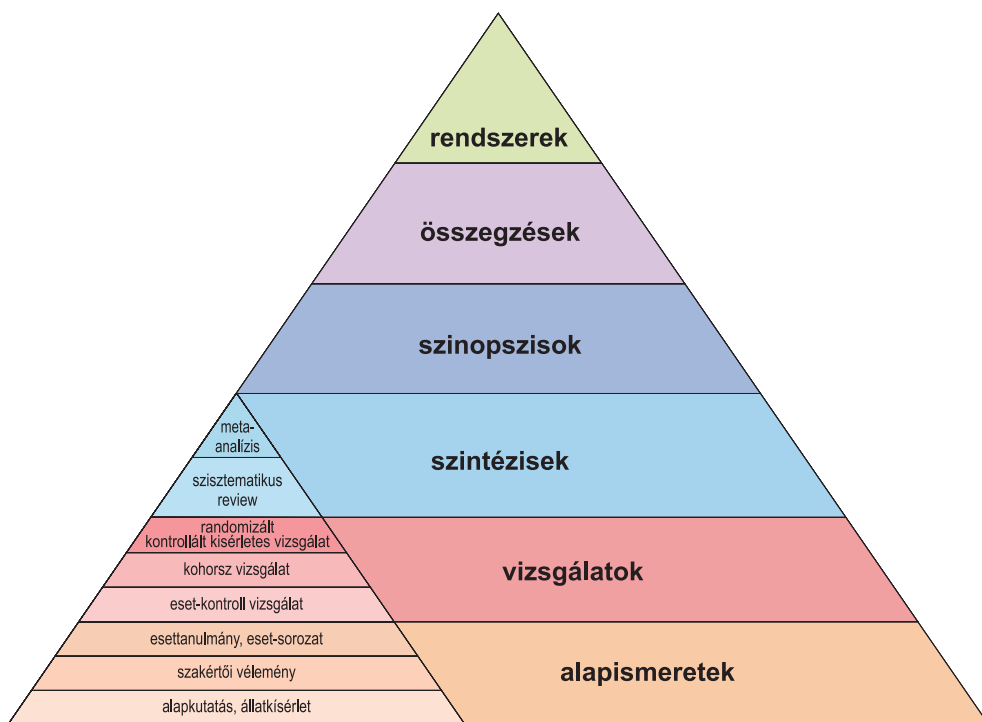 rendszerek
összegzések
szinopszisok
meta-
analízis
szintézisek
szisztematikus
review
randomizált
kontrollált kisérletes vizsgálat
kohorsz vizsgálat
vizsgálatok
eset-kontroll vizsgálat
esettanulmány, eset-sorozat
szakértői vélemény
alapismeretek
alapkutatás, állatkísérlet